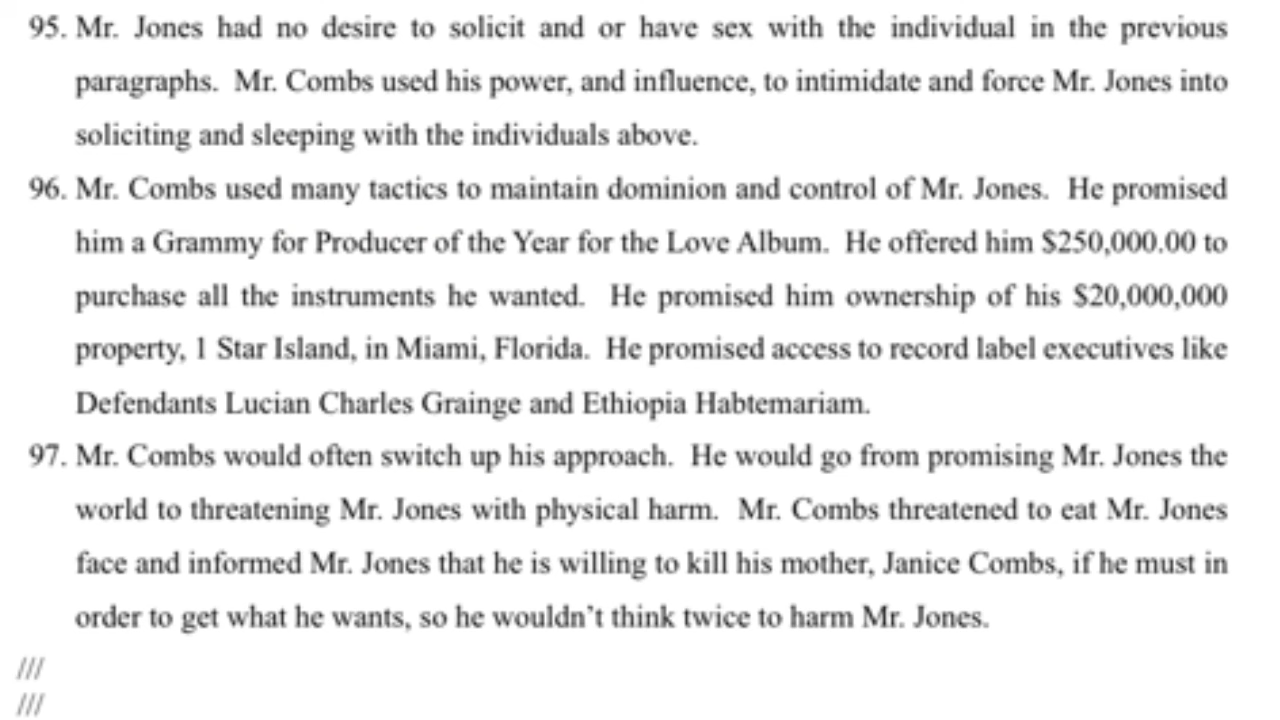 95. Mr. Jones had no desire to solicit and or have sex with the individual in the previous
paragraphs. Mr. Combs used his power, and influence, to intimidate and force Mr. Jones into
soliciting and sleeping with the individuals above.
96. Mr. Combs used many tactics to maintain dominion and control of Mr. Jones. He promised
him a Grammy for Producer of the Year for the Love Album. He offered him $250,000.00 to
purchase all the instruments he wanted. He promised him ownership of his $20,000,000
property, 1 Star Island, in Miami, Florida. He promised access to record label executives like
Defendants Lucian Charles Grainge and Ethiopia Habtemariam.
97. Mr. Combs would often switch up his approach. He would go from promising Mr. Jones the
world to threatening Mr. Jones with physical harm. Mr. Combs threatened to eat Mr. Jones
face and informed Mr. Jones that he is willing to kill his mother, Janice Combs, if he must in
order to get what he wants, so he wouldn’t think twice to harm Mr. Jones.
///
///